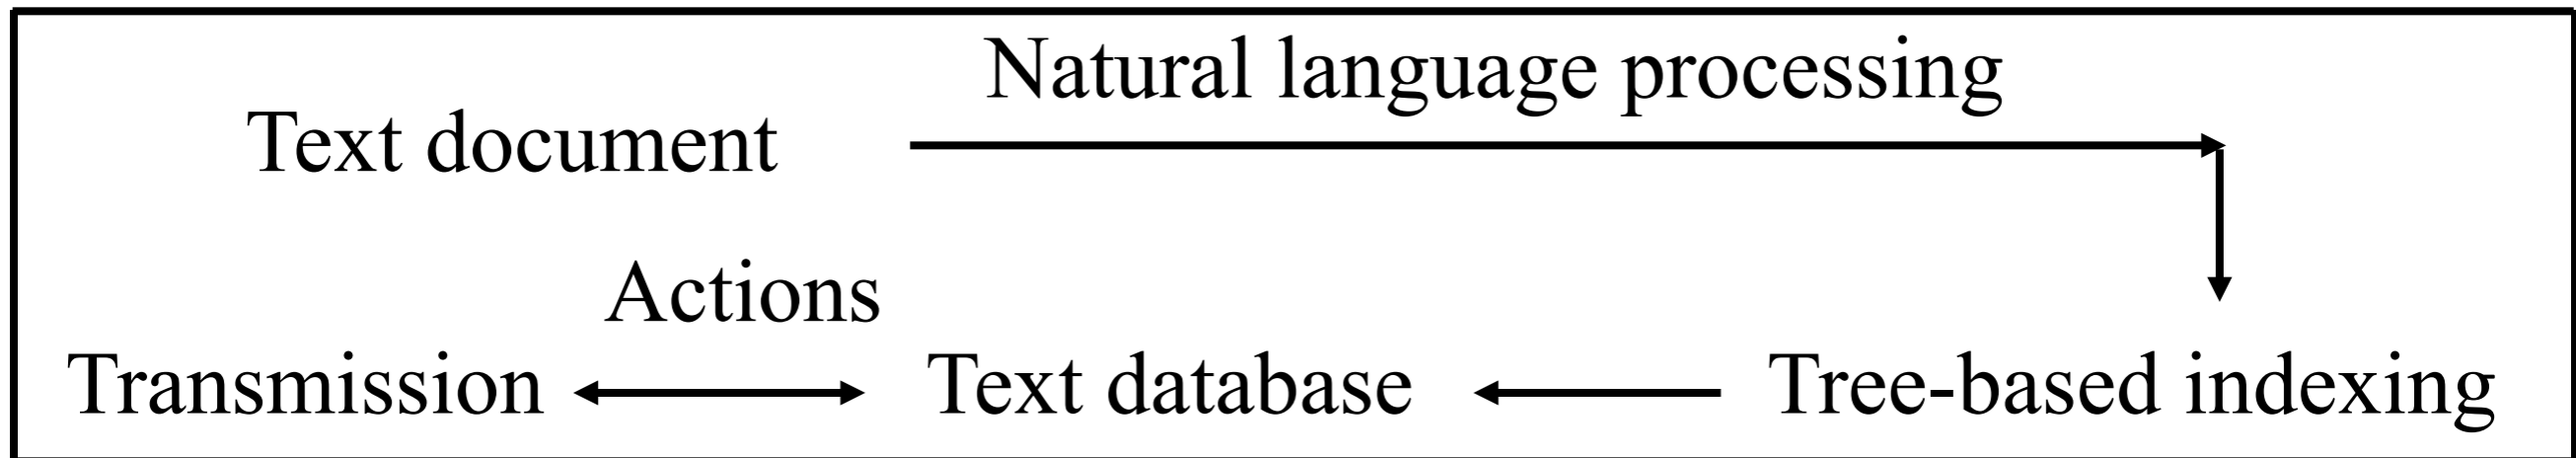 Natural language processing
Text document
Actions
Transmission
Text database
Tree-based indexing